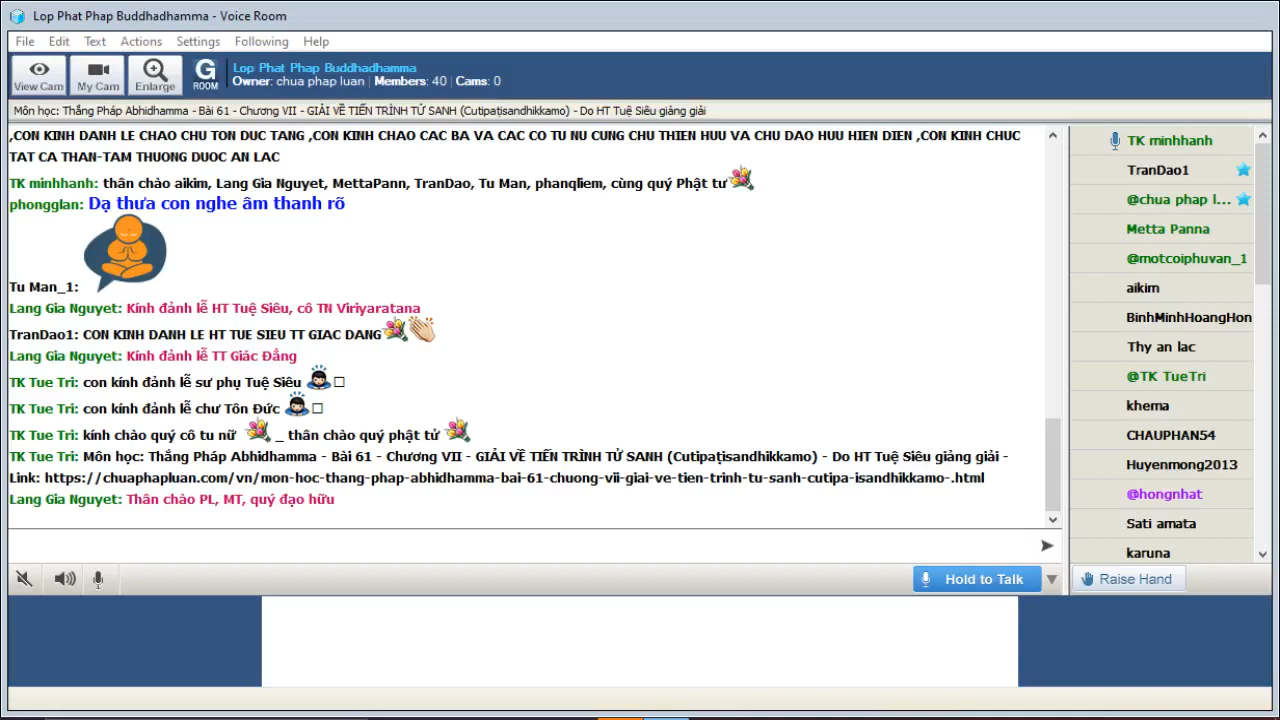 Lop Phat Phap Buddhadhamma - Voice Room
File Edit Text Actions Settings Following Help
View Cam My Cam Enlarge G ROOM
Lop Phat Phap Buddhadhamma
Owner: chua phap luan | Members: 40 | Cams: 0
Môn học: Thắng Pháp Abhidhamma - Bài 61 - Chương VII - GIẢI VỀ TIẾN TRÌNH TỬ SANH (Cutipaṭisandhikkamo) - Do HT Tuệ Siêu giảng giải
,CON KINH DANH LE CHAO CHU TON DUC TANG ,CON KINH CHAO CAC BA VA CAC CO TU NU CUNG CHU THIEN HUU VA CHU DAO HUU HIEN DIEN ,CON KINH CHUC
TAT CA THAN-TAM THUONG DUOC AN LAC
TK minhhanh: thân chào aikim, Lang Gia Nguyet, MettaPann, TranDao, Tu Man, phanqliem, cùng quý Phật tư
phongglan: Dạ thưa con nghe âm thanh rõ
Tu Man_1:
Lang Gia Nguyet: Kính đảnh lễ HT Tuệ Siêu, cô TN Viriyaratana
TranDao1: CON KINH DANH LE HT TUE SIEU TT GIAC DANG
Lang Gia Nguyet: Kính đảnh lễ TT Giác Đẳng
TK Tue Tri: con kính đảnh lễ sư phụ Tuệ Siêu
TK Tue Tri: con kính đảnh lễ chư Tôn Đức
TK Tue Tri: kính chào quý cô tu nữ _ thân chào quý phật tử
TK Tue Tri: Môn học: Thắng Pháp Abhidhamma - Bài 61 - Chương VII - GIẢI VỀ TIẾN TRÌNH TỬ SANH (Cutipaṭisandhikkamo) - Do HT Tuệ Siêu giảng giải -
Link: https://chuaphapluan.com/vn/mon-hoc-thang-phap-abhidhamma-bai-61-chuong-vii-giai-ve-tien-trinh-tu-sanh-cutipa-isandhikkamo-.html
Lang Gia Nguyet: Thân chào PL, MT, quý đạo hữu
Hold to Talk
TK minhhanh
TranDao1
@chua phap l...
Metta Panna
@motcoiphuvan_1
aikim
BinhMinhHoangHon
Thy an lac
@TK TueTri
khema
CHAUPHAN54
Huyenmong2013
@hongnhat
Sati amata
karuna
Raise Hand